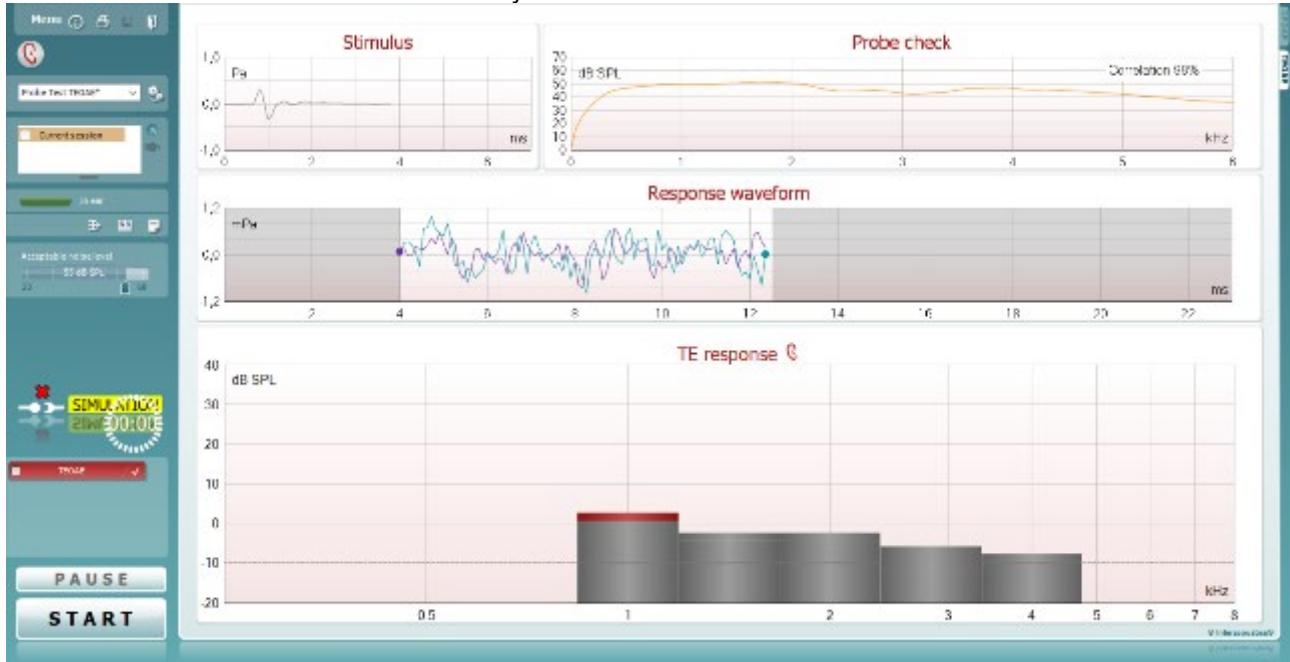 Menu
Probe Test TEOAE*
Current session
Acceptable noise level
55 dB SPL
SIMULATION
00:00
TEOAE
PAUSE
START
Stimulus
Pa
1,0
0,0
-1,0
ms
0 2 4 6
Probe check
dB SPL
Correlation 98%
70
60
50
40
30
20
10
0
kHz
0 1 2 3 4 5 6
Response waveform
mPa
1,2
0,0
-1,2
ms
2 4 6 8 10 12 14 16 18 20 22
TE response
dB SPL
40
30
20
10
0
-10
-20
kHz
0.5 1 2 3 4 5 6 7 8